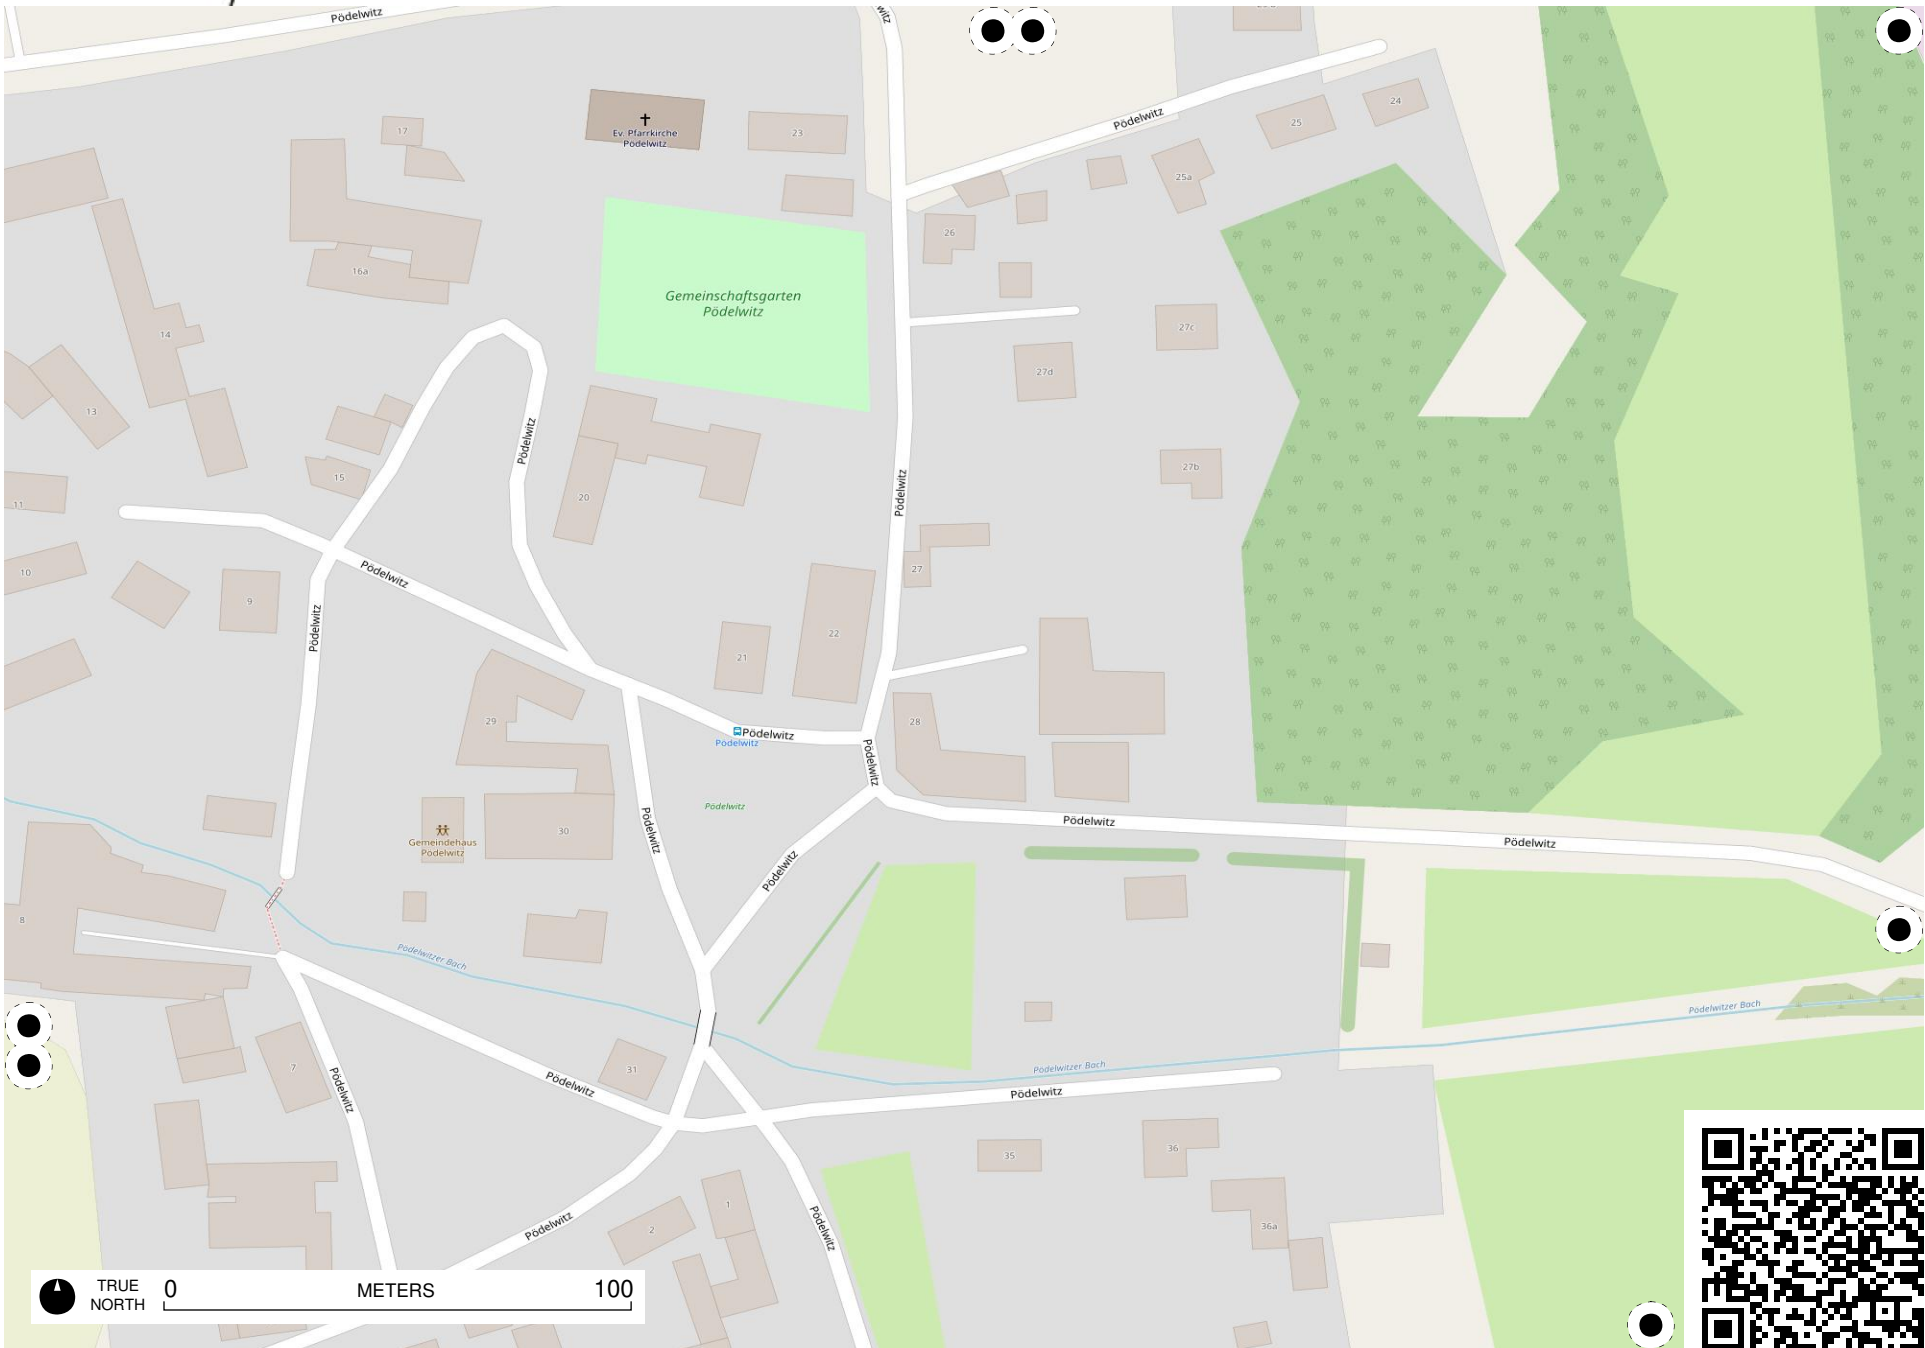 Pödelwitz
witz
17
Ev. Pfarrkirche
Pödelwitz
23
Pödelwitz
25
24
25a
26
16a
Gemeinschaftsgarten
Pödelwitz
14
27c
27d
13
Pödelwitz
15
20
Pödelwitz
27b
11
10
Pödelwitz
9
Pödelwitz
27
22
21
29
28
Pödelwitz
Pödelwitz
Pödelwitz
Pödelwitz
Pödelwitz
30
Gemeindehaus
Pödelwitz
Pödelwitz
Pödelwitz
Pödelwitz
Pödelwitz
8
Pödelwitzer Bach
Pödelwitzer Bach
Pödelwitzer Bach
7
31
Pödelwitz
Pödelwitz
Pödelwitz
35
36
36a
1
2
Pödelwitz
Pödelwitz
TRUE
NORTH
0 METERS 100